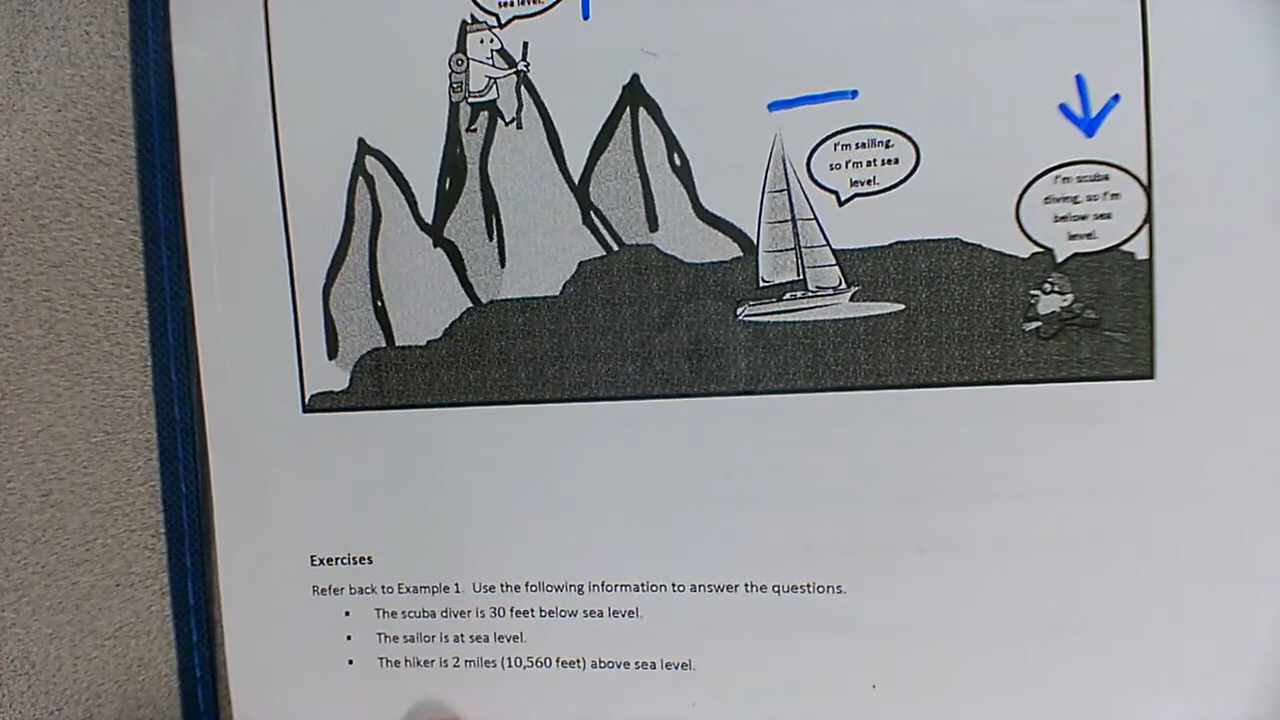 sea level.
I'm sailing,
so I'm at sea
level.
I'm scuba
diving, so I'm
below sea
level.
Exercises
Refer back to Example 1. Use the following information to answer the questions.
▪ The scuba diver is 30 feet below sea level.
▪ The sailor is at sea level.
▪ The hiker is 2 miles (10,560 feet) above sea level.